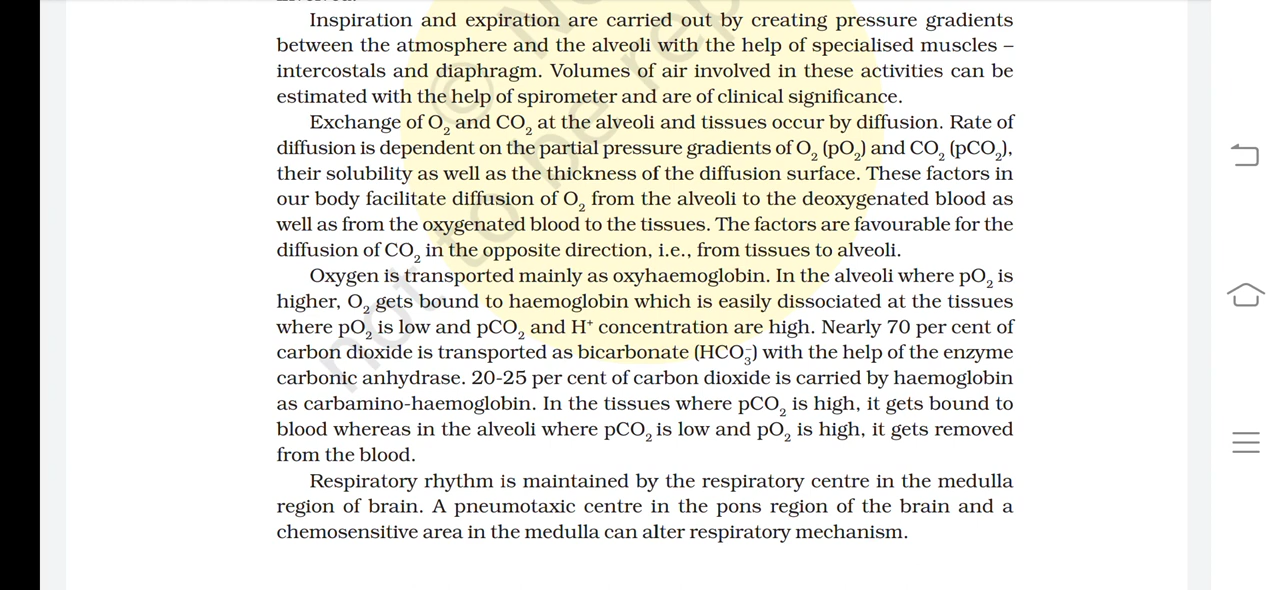 Inspiration and expiration are carried out by creating pressure gradients
between the atmosphere and the alveoli with the help of specialised muscles –
intercostals and diaphragm. Volumes of air involved in these activities can be
estimated with the help of spirometer and are of clinical significance.
Exchange of O₂ and CO₂ at the alveoli and tissues occur by diffusion. Rate of
diffusion is dependent on the partial pressure gradients of O₂ (pO₂) and CO₂ (pCO₂),
their solubility as well as the thickness of the diffusion surface. These factors in
our body facilitate diffusion of O₂ from the alveoli to the deoxygenated blood as
well as from the oxygenated blood to the tissues. The factors are favourable for the
diffusion of CO₂ in the opposite direction, i.e., from tissues to alveoli.
Oxygen is transported mainly as oxyhaemoglobin. In the alveoli where pO₂ is
higher, O₂ gets bound to haemoglobin which is easily dissociated at the tissues
where pO₂ is low and pCO₂ and H⁺ concentration are high. Nearly 70 per cent of
carbon dioxide is transported as bicarbonate (HCO₃⁻) with the help of the enzyme
carbonic anhydrase. 20-25 per cent of carbon dioxide is carried by haemoglobin
as carbamino-haemoglobin. In the tissues where pCO₂ is high, it gets bound to
blood whereas in the alveoli where pCO₂ is low and pO₂ is high, it gets removed
from the blood.
Respiratory rhythm is maintained by the respiratory centre in the medulla
region of brain. A pneumotaxic centre in the pons region of the brain and a
chemosensitive area in the medulla can alter respiratory mechanism.
© N
not to be rep